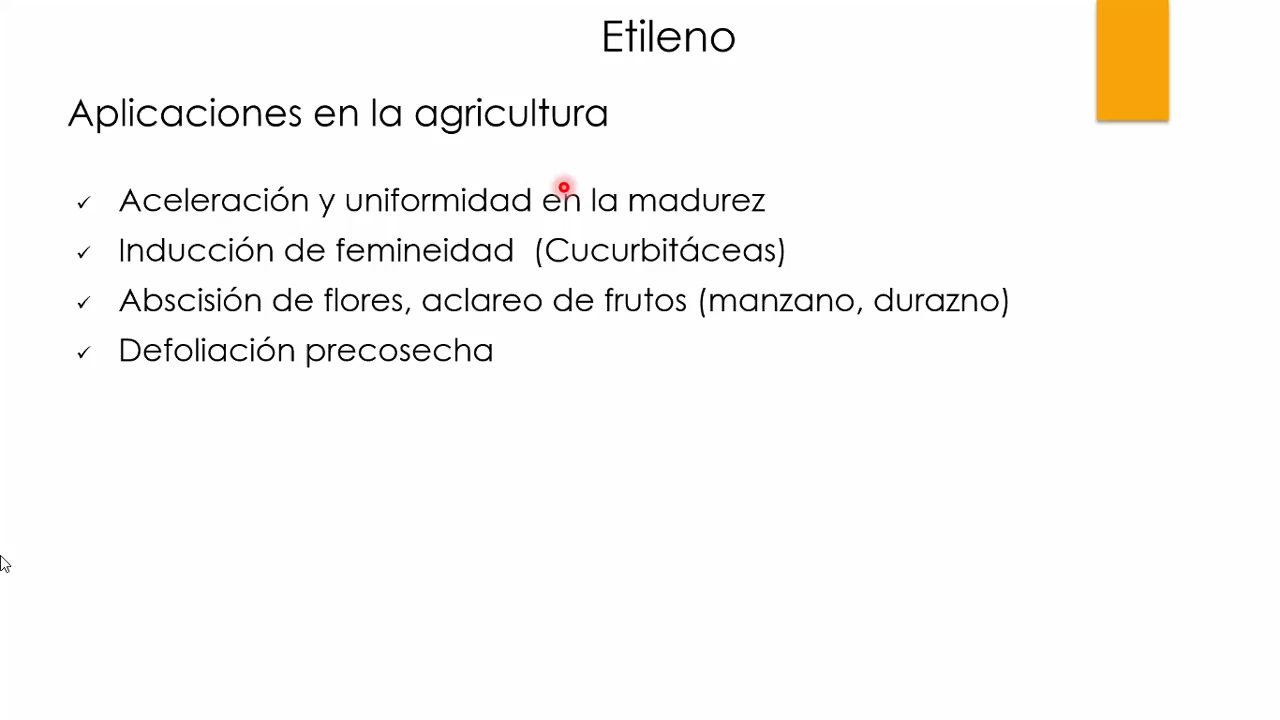 Etileno
Aplicaciones en la agricultura
✓ Aceleración y uniformidad en la madurez
✓ Inducción de femineidad (Cucurbitáceas)
✓ Abscisión de flores, aclareo de frutos (manzano, durazno)
✓ Defoliación precosecha